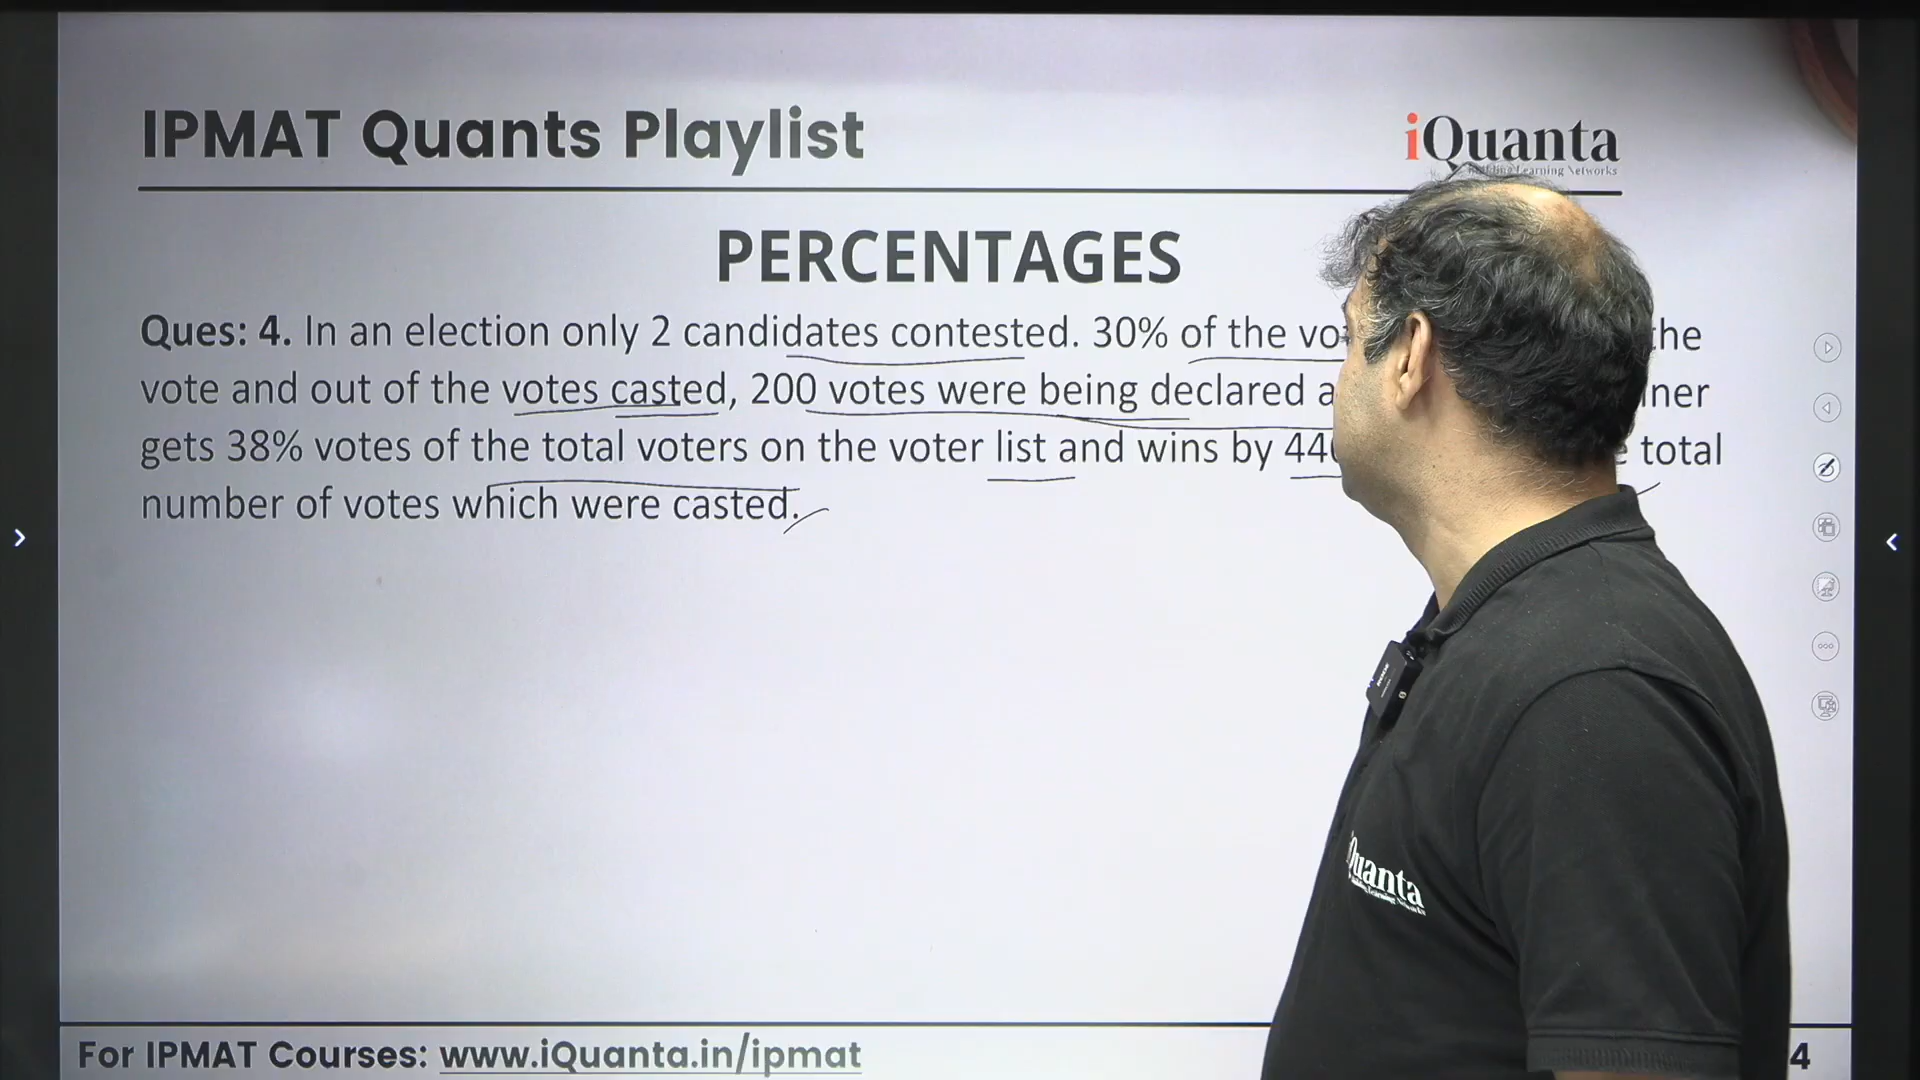 IPMAT Quants Playlist
iQuanta
Building Learning Networks
PERCENTAGES
Ques: 4. In an election only 2 candidates contested. 30% of the the
vote and out of the votes casted, 200 votes were being declared
gets 38% votes of the total voters on the voter list and wins by total
number of votes which were casted.
iQuanta
For IPMAT Courses: www.iQuanta.in/ipmat
4